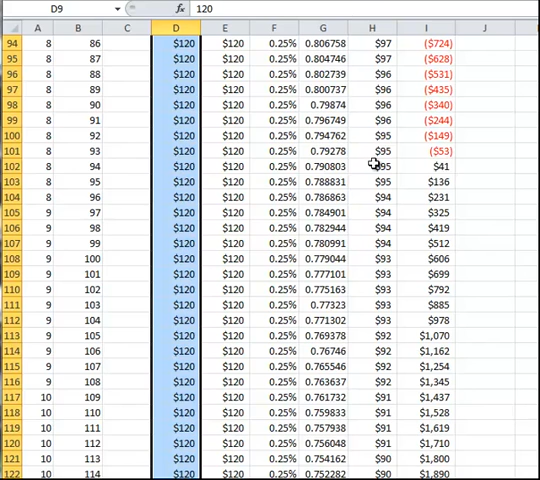 D9 fx 120
A B C D E F G H I J
94 8 86 $120 $120 0.25% 0.806758 $97 ($724)
95 8 87 $120 $120 0.25% 0.804746 $97 ($628)
96 8 88 $120 $120 0.25% 0.802739 $96 ($531)
97 8 89 $120 $120 0.25% 0.800737 $96 ($435)
98 8 90 $120 $120 0.25% 0.79874 $96 ($340)
99 8 91 $120 $120 0.25% 0.796749 $96 ($244)
100 8 92 $120 $120 0.25% 0.794762 $95 ($149)
101 8 93 $120 $120 0.25% 0.79278 $95 ($53)
102 8 94 $120 $120 0.25% 0.790803 $95 $41
103 8 95 $120 $120 0.25% 0.788831 $95 $136
104 8 96 $120 $120 0.25% 0.786863 $94 $231
105 9 97 $120 $120 0.25% 0.784901 $94 $325
106 9 98 $120 $120 0.25% 0.782944 $94 $419
107 9 99 $120 $120 0.25% 0.780991 $94 $512
108 9 100 $120 $120 0.25% 0.779044 $93 $606
109 9 101 $120 $120 0.25% 0.777101 $93 $699
110 9 102 $120 $120 0.25% 0.775163 $93 $792
111 9 103 $120 $120 0.25% 0.77323 $93 $885
112 9 104 $120 $120 0.25% 0.771302 $93 $978
113 9 105 $120 $120 0.25% 0.769378 $92 $1,070
114 9 106 $120 $120 0.25% 0.76746 $92 $1,162
115 9 107 $120 $120 0.25% 0.765546 $92 $1,254
116 9 108 $120 $120 0.25% 0.763637 $92 $1,345
117 10 109 $120 $120 0.25% 0.761732 $91 $1,437
118 10 110 $120 $120 0.25% 0.759833 $91 $1,528
119 10 111 $120 $120 0.25% 0.757938 $91 $1,619
120 10 112 $120 $120 0.25% 0.756048 $91 $1,710
121 10 113 $120 $120 0.25% 0.754162 $90 $1,800
122 10 114 $120 $120 0.25% 0.752282 $90 $1,890